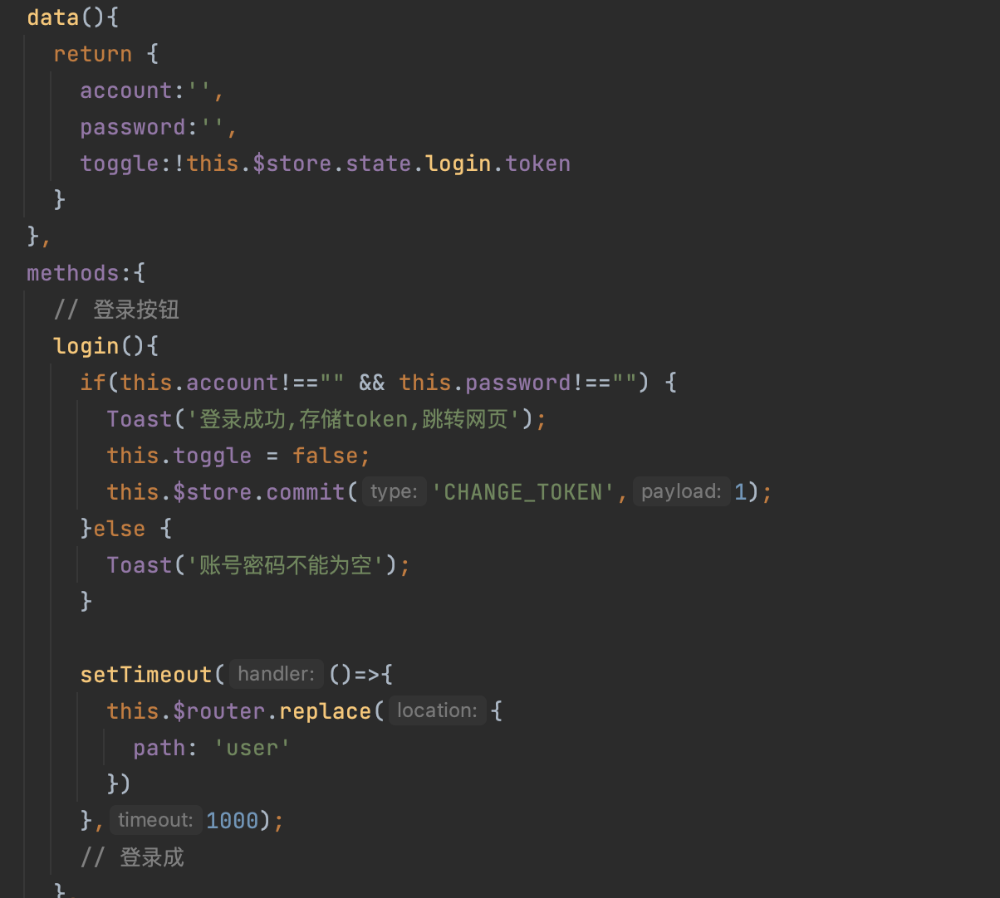 data(){
return {
account:'',
password:'',
toggle:!this.$store.state.login.token
}
},
methods:{
// 登录按钮
login(){
if(this.account!=="" && this.password!=="") {
Toast('登录成功,存储token,跳转网页');
this.toggle = false;
this.$store.commit( type: 'CHANGE_TOKEN', payload: 1);
}else {
Toast('账号密码不能为空');
}
setTimeout( handler: ()=>{
this.$router.replace( location: {
path: 'user'
})
}, timeout: 1000);
// 登录成
}